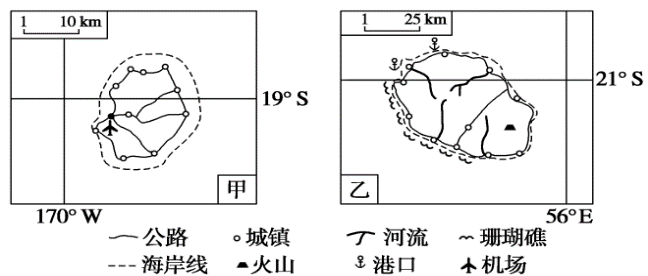 1 10 km
1 25 km
19° S
21° S
甲
乙
170° W
56° E
公路 城镇 河流 珊瑚礁
海岸线 火山 港口 机场